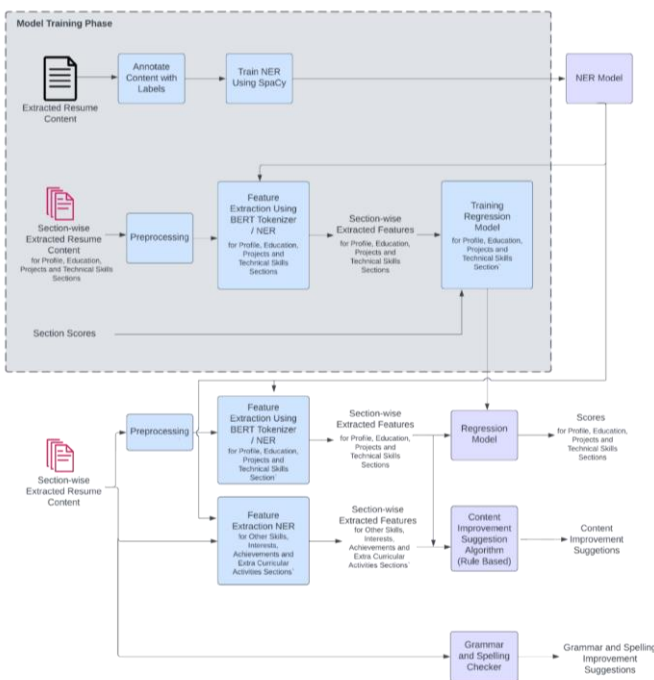 Model Training Phase
Extracted Resume
Content
Annotate
Content with
Labels
Train NER
Using SpaCy
NER Model
Section-wise
Extracted Resume
Content
for Profile, Education,
Projects and Technical Skills
Sections
Preprocessing
Feature
Extraction Using
BERT Tokenizer
/ NER
for Profile, Education,
Projects and
Technical Skills
Sections
Section-wise
Extracted Features
for Profile, Education,
Projects and
Technical Skills
Sections
Training
Regression
Model
for Profile, Education,
Projects and
Technical Skills
Section`
Section Scores
Section-wise
Extracted Resume
Content
Preprocessing
Feature
Extraction Using
BERT Tokenizer
/ NER
for Profile, Education,
Projects and
Technical Skills
Section`
Section-wise
Extracted Features
for Profile, Education,
Projects and
Technical Skills
Sections
Regression
Model
Scores
for Profile, Education,
Projects and
Technical Skills
Sections
Feature
Extraction NER
for Other Skills,
Interests,
Achievements and
Extra Curricular
Activities Sections`
Section-wise
Extracted Features
for Other Skills,
Interests,
Achievements and
Extra Curricular
Activities Sections
Content
Improvement
Suggestion
Algorithm
(Rule Based)
Content
Improvement
Suggetions
Grammar
and Spelling
Checker
Grammar and Spelling
Improvement
Suggestions